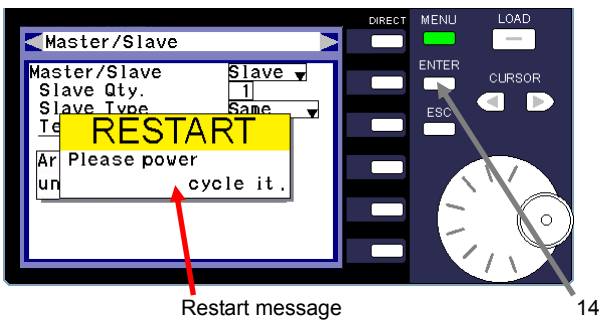 Master/Slave
Master/Slave Slave
Slave Qty. 1
Slave Type Same
Te
RESTART
Ar
Please power
un
cycle it.
DIRECT
MENU
LOAD
ENTER
CURSOR
ESC
Restart message
14